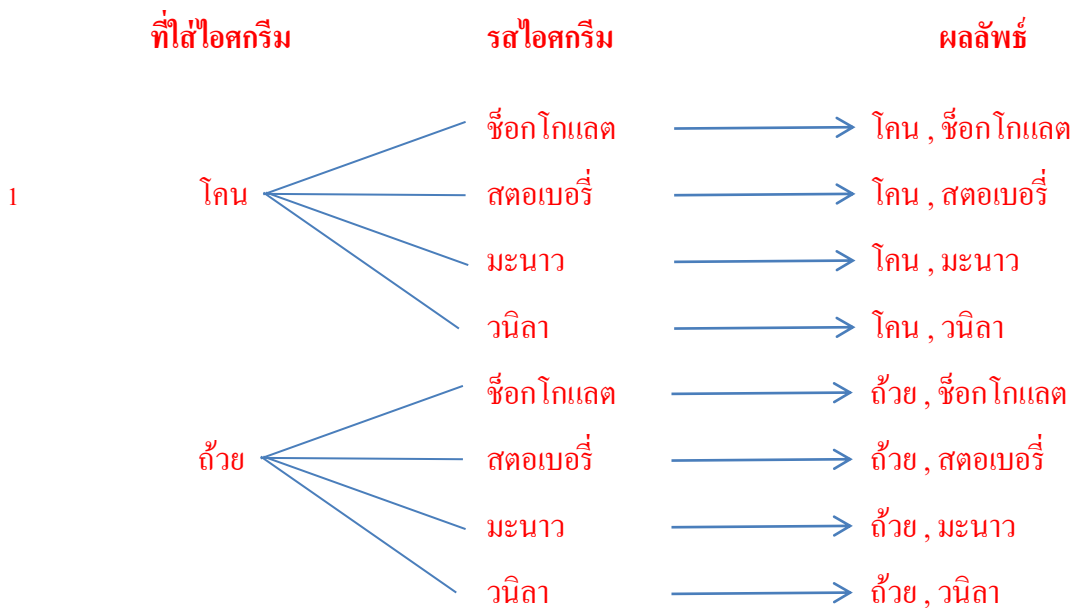 ที่ใส่ไอศกรีม รสไอศกรีม ผลลัพธ์
ช็อกโกแลต โคน , ช็อกโกแลต
1 โคน สตอเบอรี่ โคน , สตอเบอรี่
มะนาว โคน , มะนาว
วนิลา โคน , วนิลา
ช็อกโกแลต ถ้วย , ช็อกโกแลต
ถ้วย สตอเบอรี่ ถ้วย , สตอเบอรี่
มะนาว ถ้วย , มะนาว
วนิลา ถ้วย , วนิลา